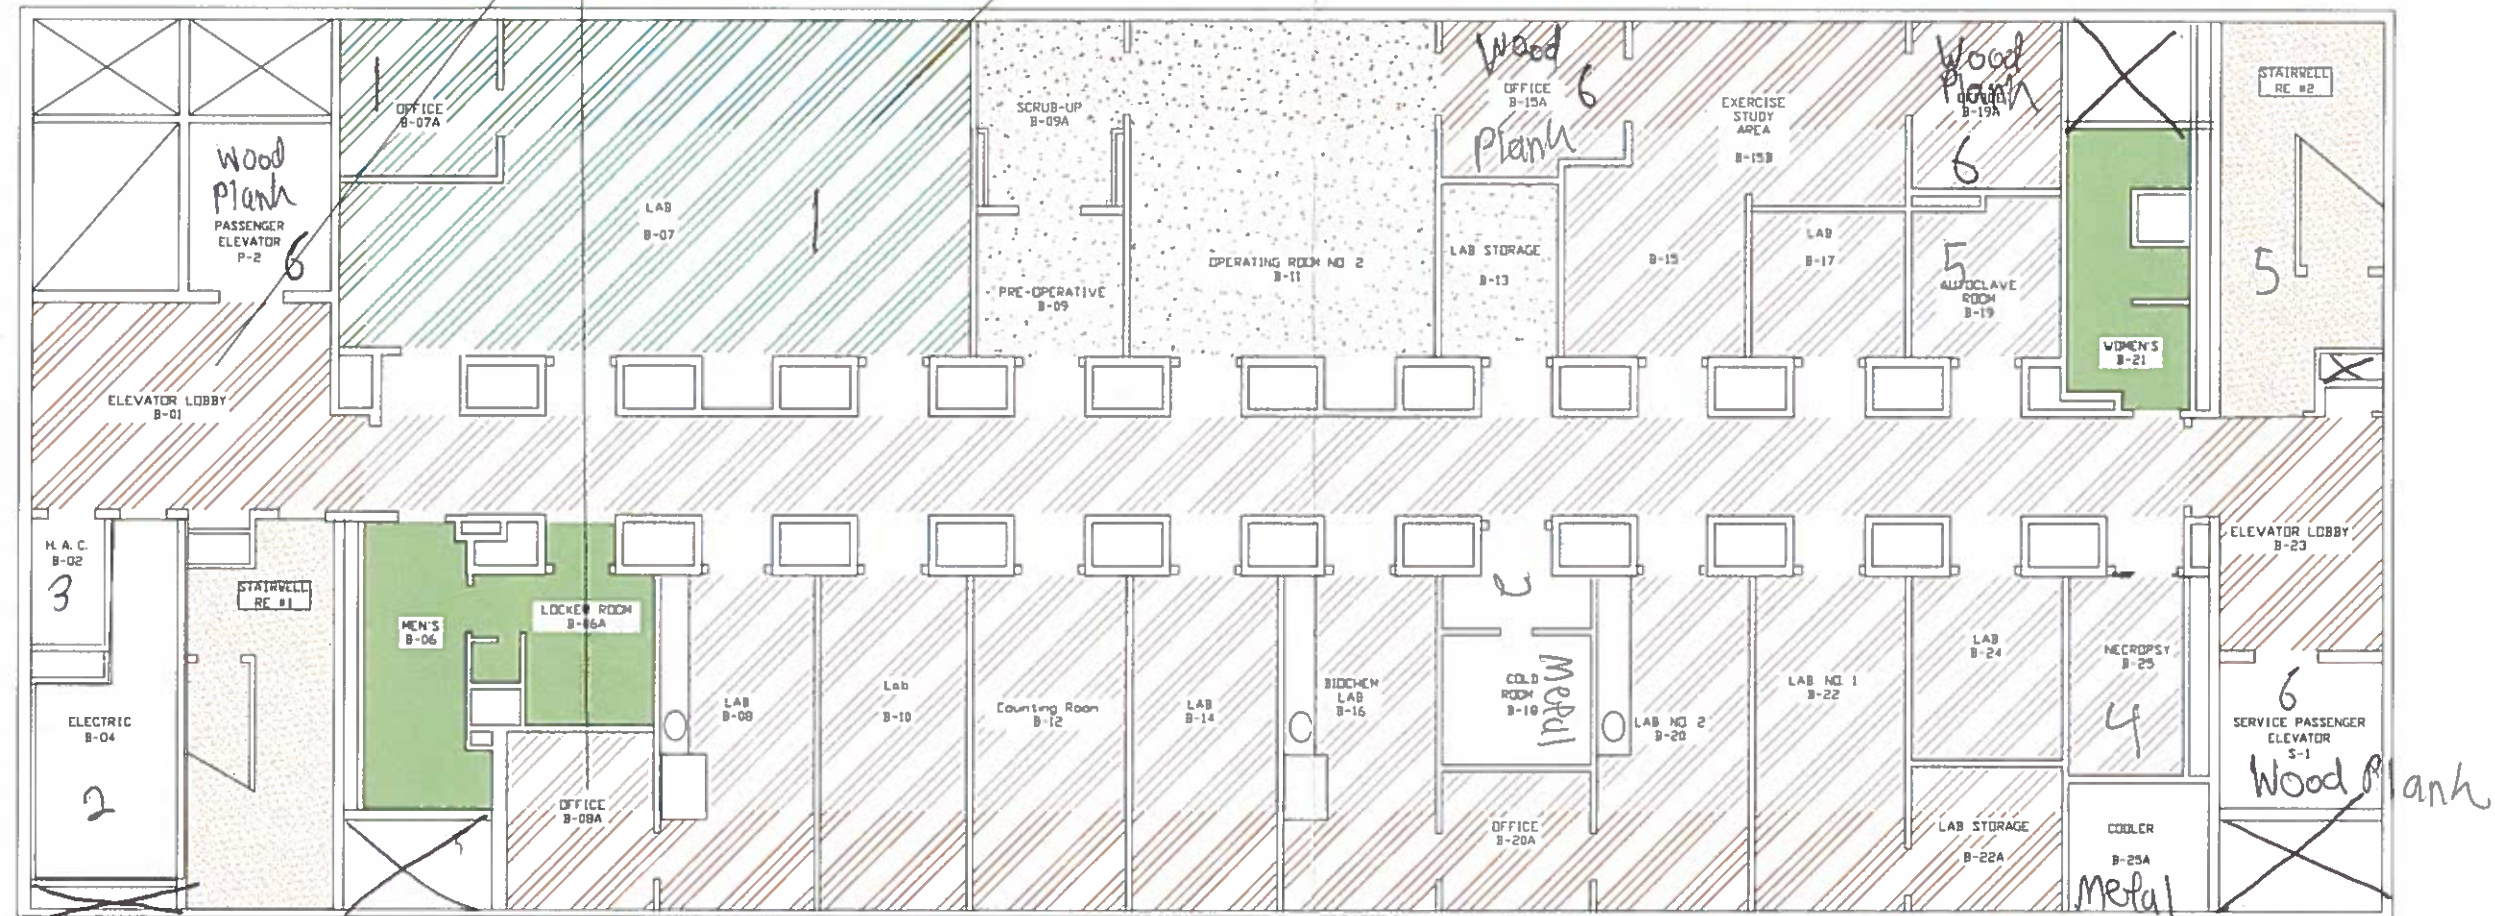 1
OFFICE
B-07A
Wood
Plank
PASSENGER
ELEVATOR
P-2
6
LAB
B-07
1
SCRUB-UP
B-09A
PRE-OPERATIVE
B-09
OPERATING ROOM NO 2
B-11
Wood
OFFICE
B-15A
6
Plank
LAB STORAGE
B-13
EXERCISE
STUDY
AREA
B-15B
B-15
LAB
B-17
Wood
Plank
B-19A
6
5
AUTOCLAVE
ROOM
B-19
WOMEN'S
B-21
STAIRWELL
RE #2
5
ELEVATOR LOBBY
B-01
H.A.C.
B-02
3
ELECTRIC
B-04
2
STAIRWELL
RE #1
MEN'S
B-06
LOCKER ROOM
B-06A
OFFICE
B-08A
LAB
B-08
Lab
B-10
Counting Room
B-12
LAB
B-14
BIOCHEM
LAB
B-16
COLD
ROOM
B-18
Metal
OFFICE
B-20A
LAB NO. 2
B-20
LAB NO. 1
B-22
LAB
B-24
LAB STORAGE
B-22A
NECROPSY
B-25
4
COOLER
B-25A
Metal
ELEVATOR LOBBY
B-23
6
SERVICE PASSENGER
ELEVATOR
S-1
Wood Plank